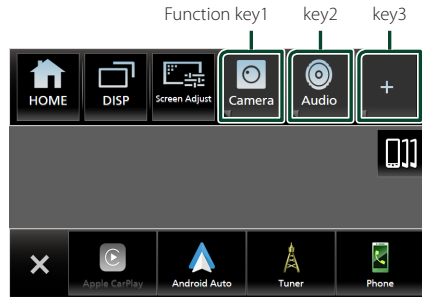 Function key1 key2 key3
HOME DISP Screen Adjust Camera Audio +
Apple CarPlay Android Auto Tuner Phone